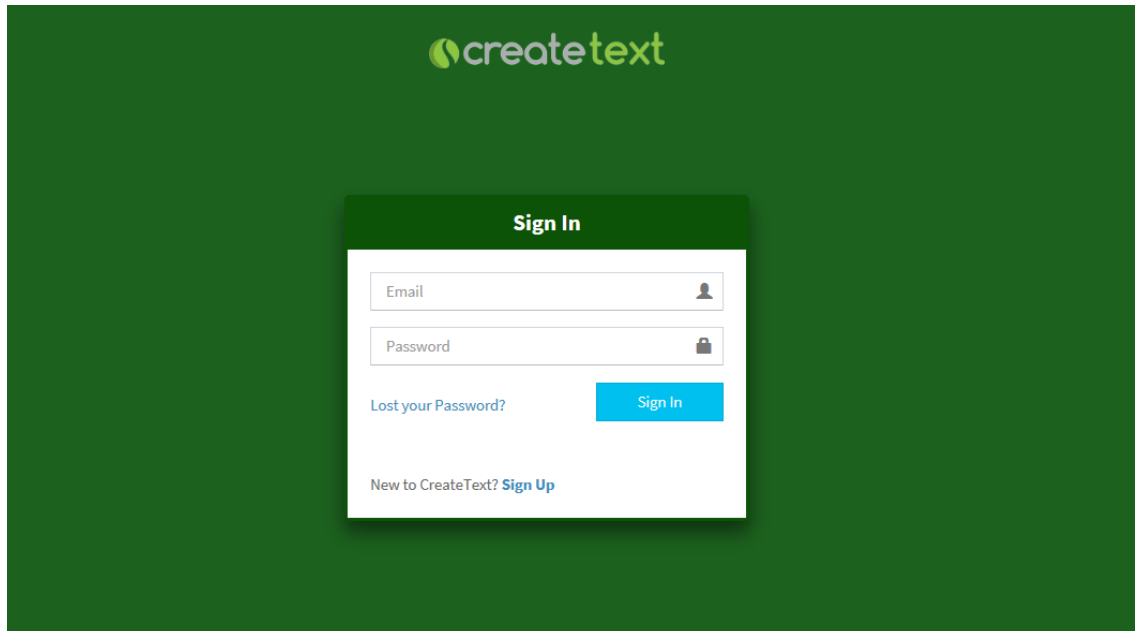 createtext
Sign In
Email
Password
Lost your Password?
Sign In
New to CreateText? Sign Up